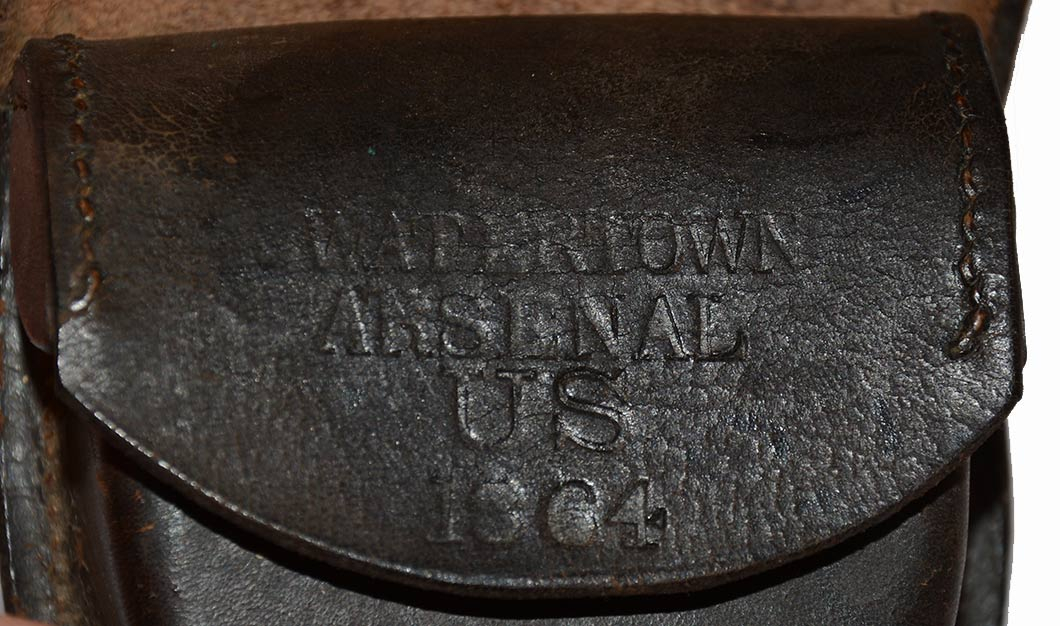 WATERTOWN
ARSENAL
US
1864